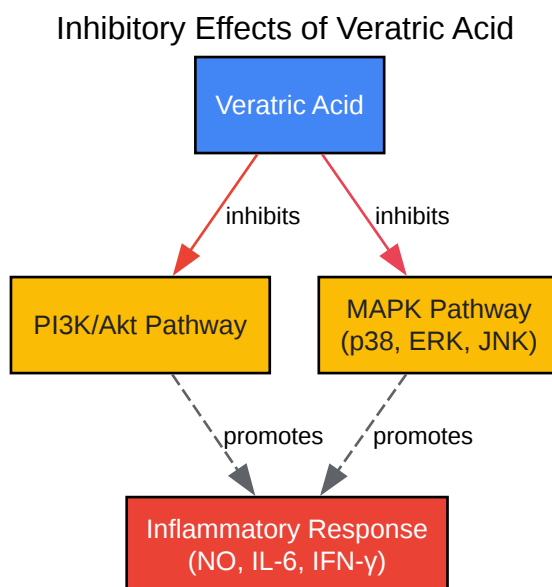 Inhibitory Effects of Veratric Acid
Veratric Acid
inhibits
inhibits
PI3K/Akt Pathway
MAPK Pathway
(p38, ERK, JNK)
promotes
promotes
Inflammatory Response
(NO, IL-6, IFN-γ)